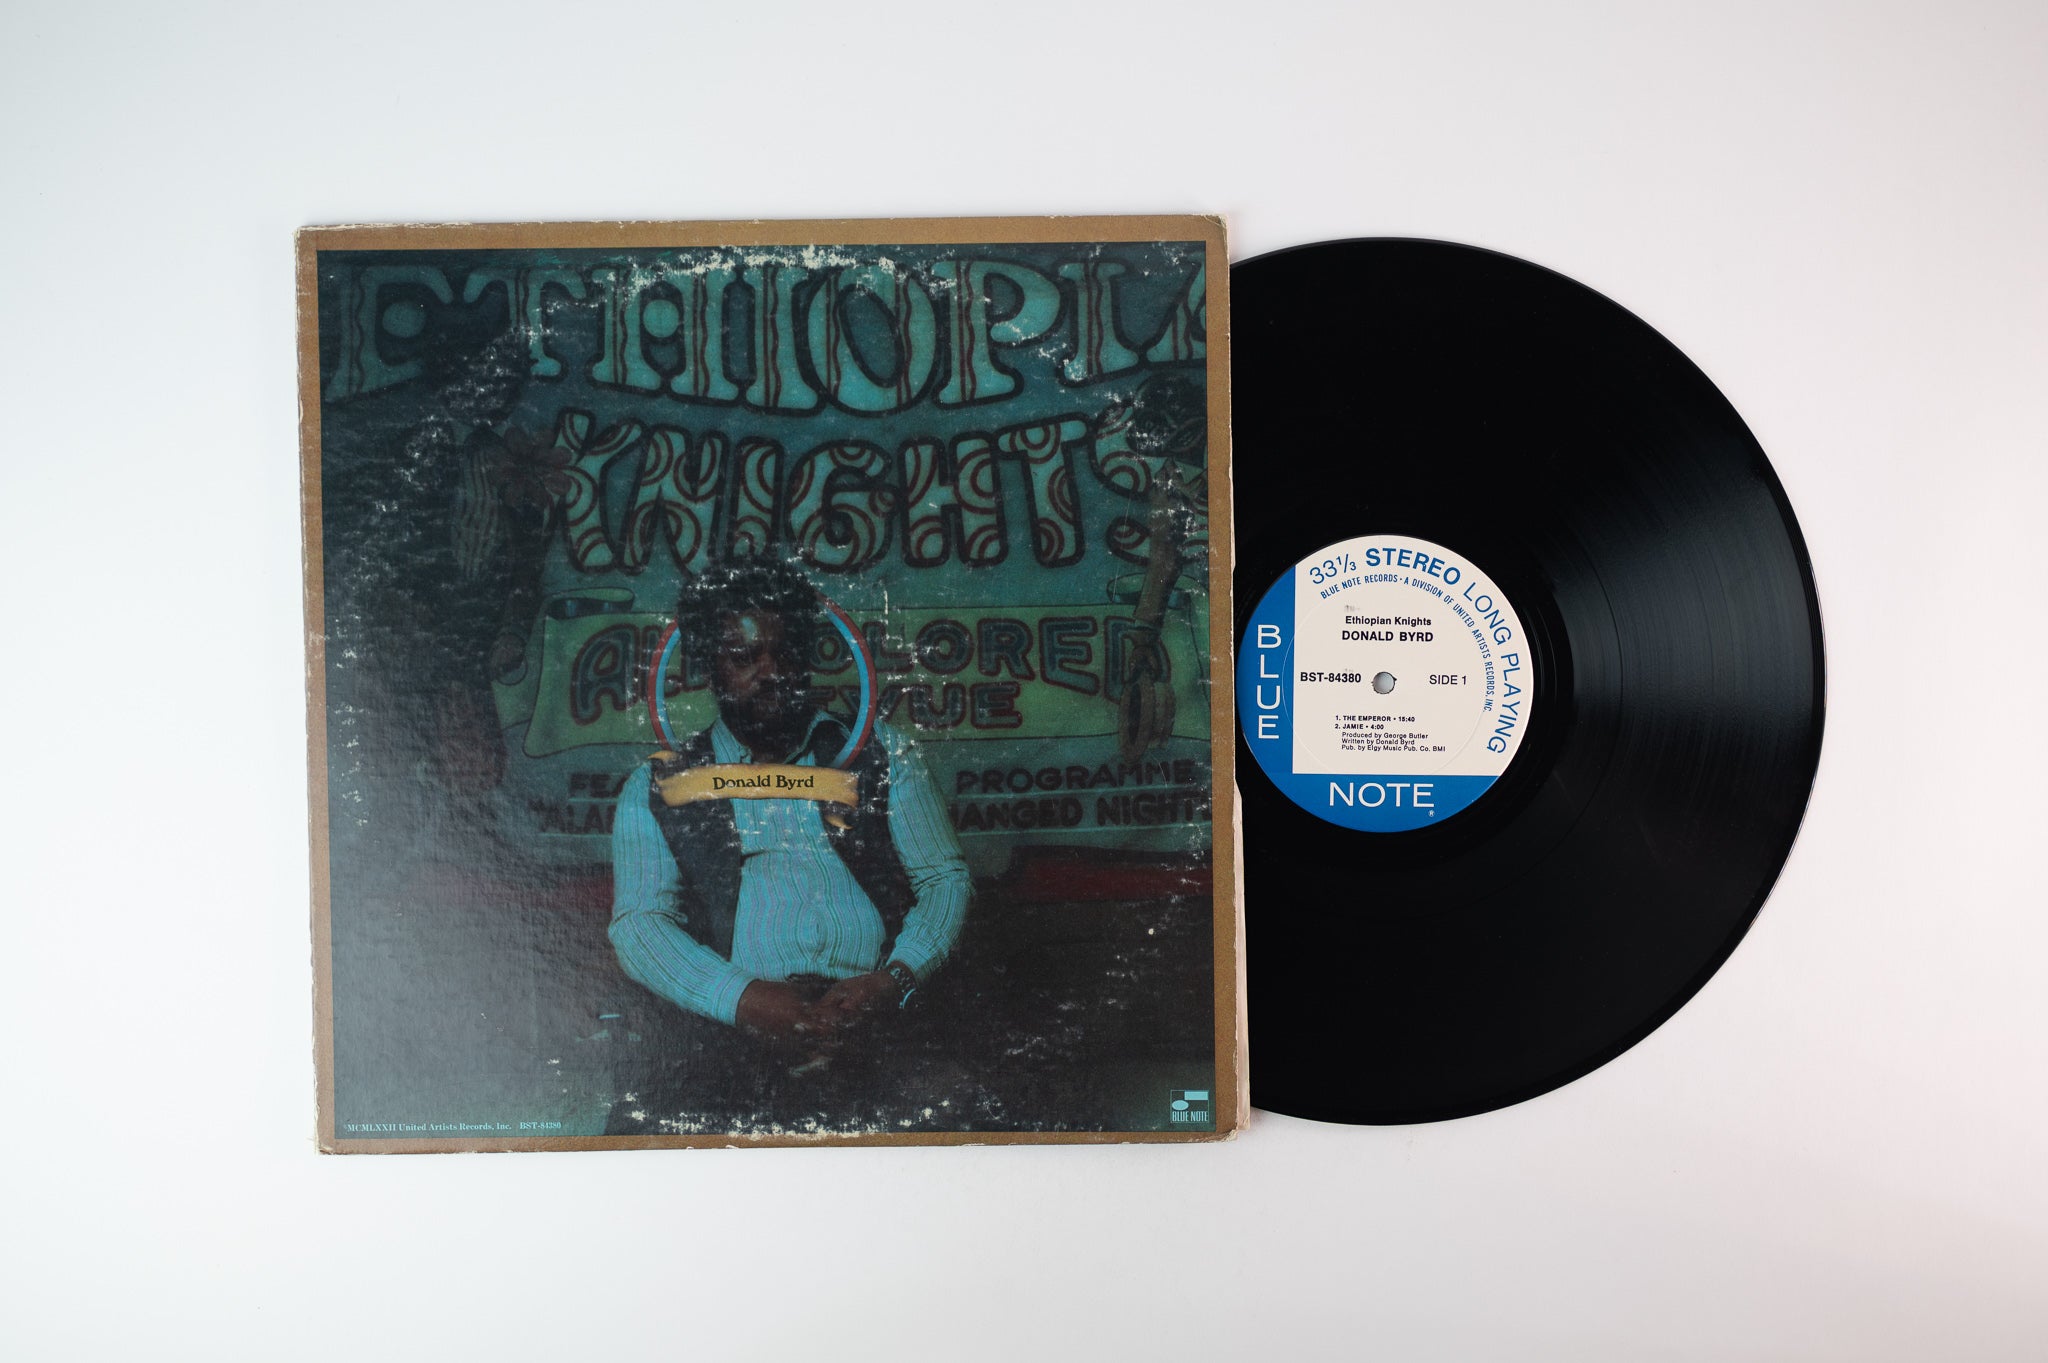 ETHIOPIA
KNIGHTS
ALL COLORED
REVUE
Donald Byrd
PROGRAMME
CHANGED NIGHT
©MCMLXXII United Artists Records, Inc. BST-84380
BLUE NOTE
33 1/3 STEREO LONG PLAYING
BLUE NOTE RECORDS • A DIVISION OF UNITED ARTISTS RECORDS, INC.
Ethiopian Knights
DONALD BYRD
BST-84380 SIDE 1
1. THE EMPEROR • 15:40
2. JAMIE • 4:00
Produced by George Butler
Written by Donald Byrd
Pub. by Elgy Music Pub. Co. BMI
BLUE
NOTE®